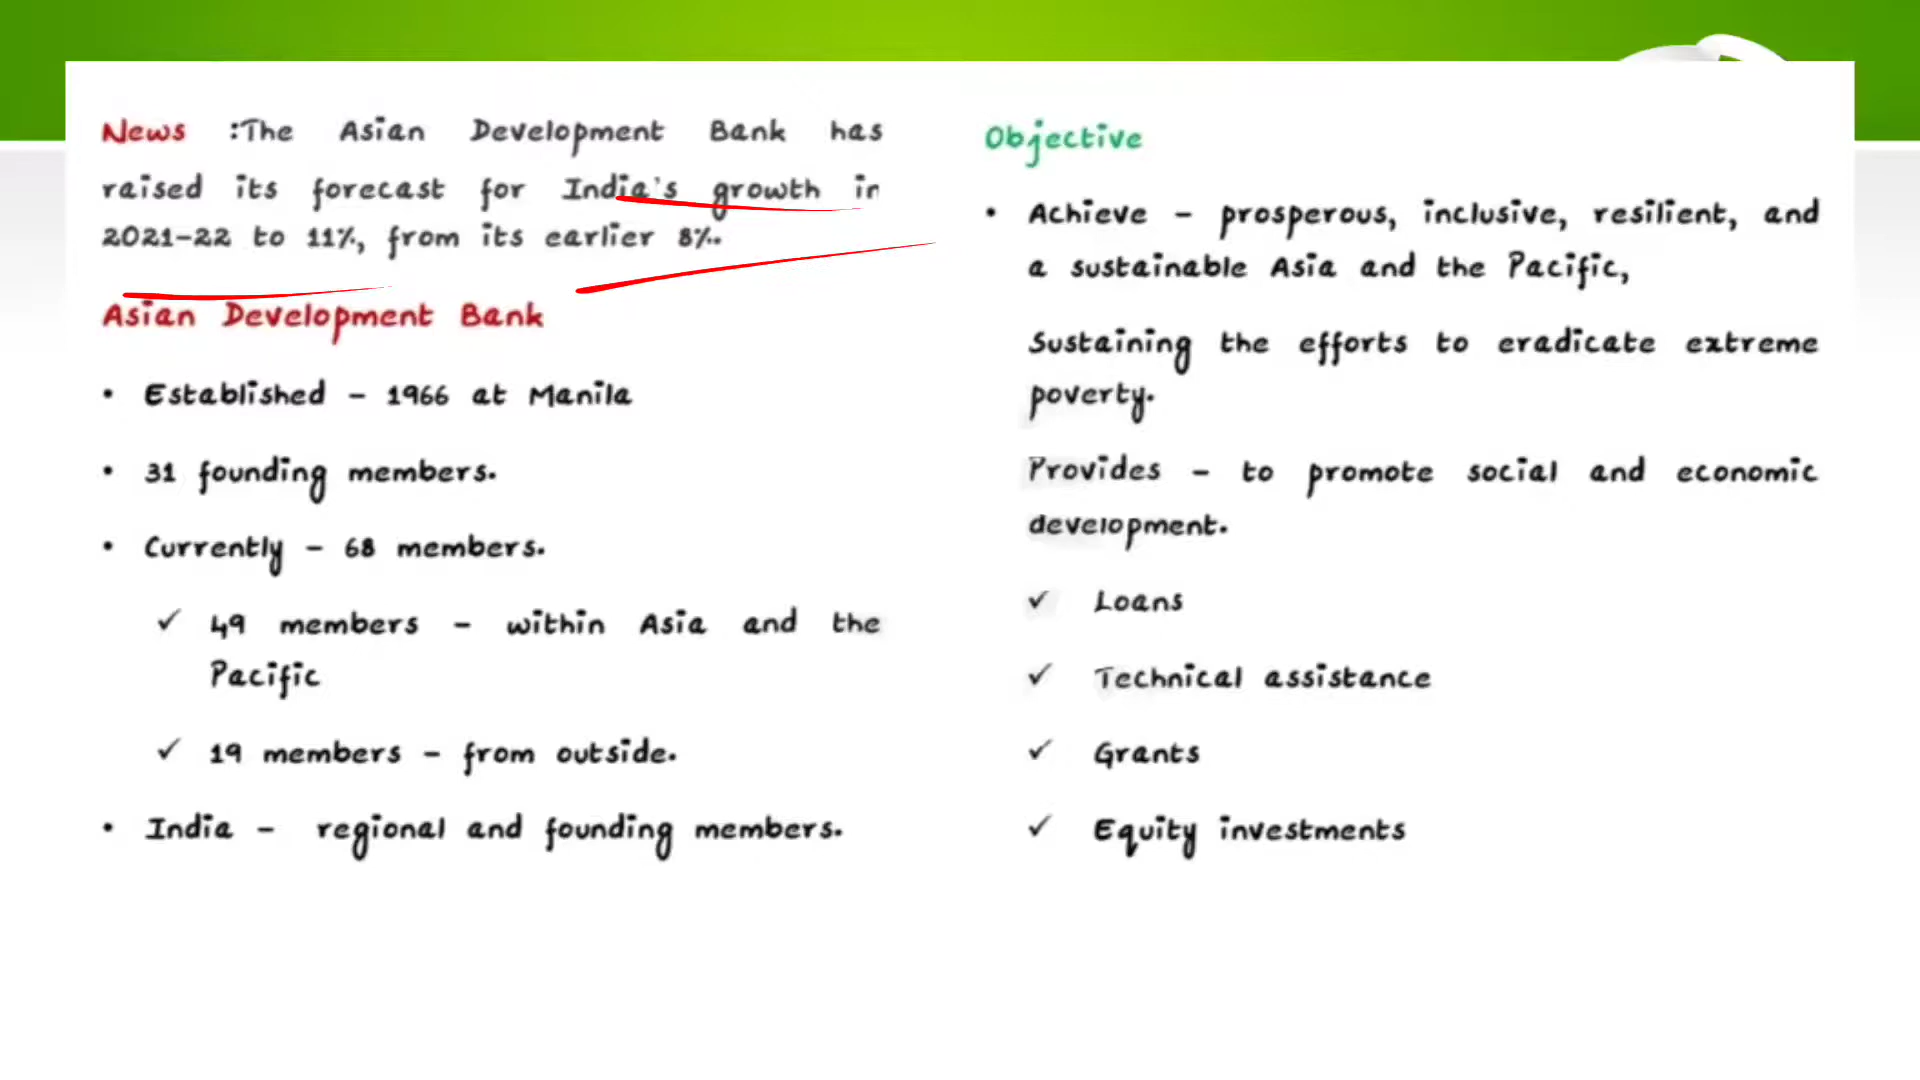 News :The Asian Development Bank has
raised its forecast for India's growth in
2021-22 to 11%, from its earlier 8%.
Asian Development Bank
• Established - 1966 at Manila
• 31 founding members.
• Currently - 68 members.
✓ 49 members - within Asia and the
Pacific
✓ 19 members - from outside.
• India - regional and founding members.
Objective
• Achieve - prosperous, inclusive, resilient, and
a sustainable Asia and the Pacific,
Sustaining the efforts to eradicate extreme
poverty.
Provides - to promote social and economic
development.
✓ Loans
✓ Technical assistance
✓ Grants
✓ Equity investments